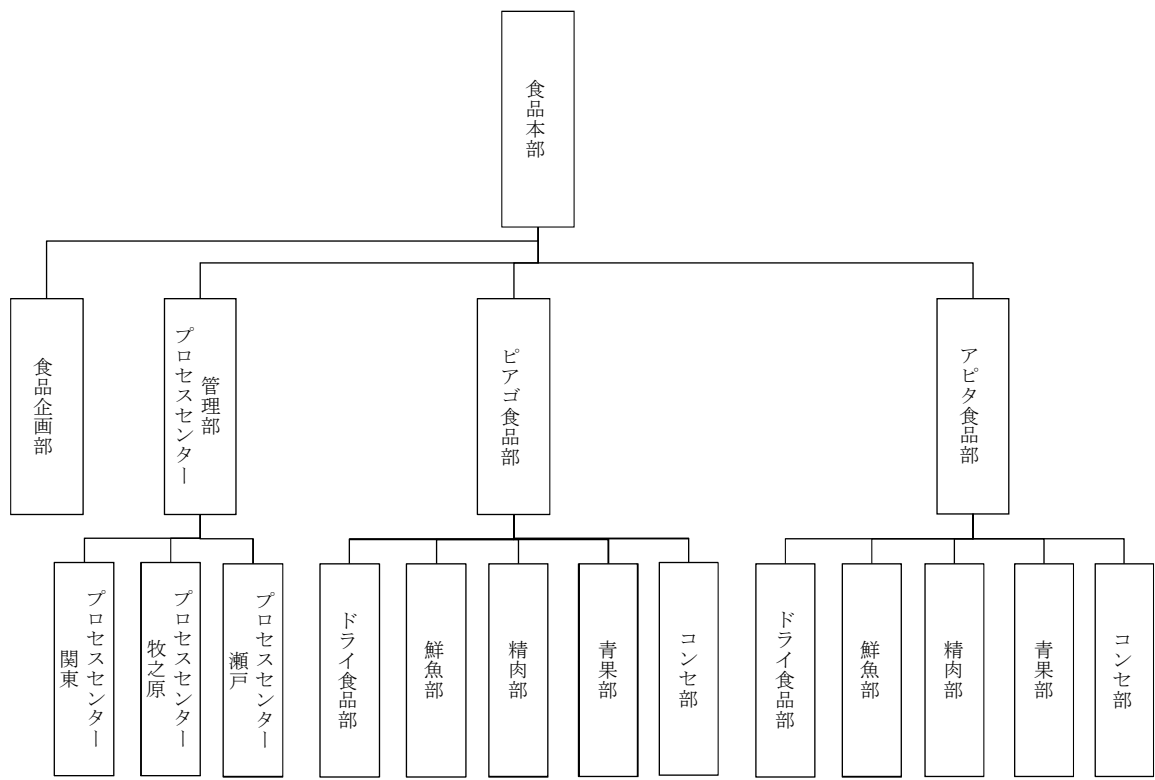 食品本部
食品企画部
プロセスセンター
管理部
ピアゴ食品部
アピタ食品部
関東
プロセスセンター
牧之原
プロセスセンター
瀬戸
プロセスセンター
ドライ食品部
鮮魚部
精肉部
青果部
コンセ部
ドライ食品部
鮮魚部
精肉部
青果部
コンセ部